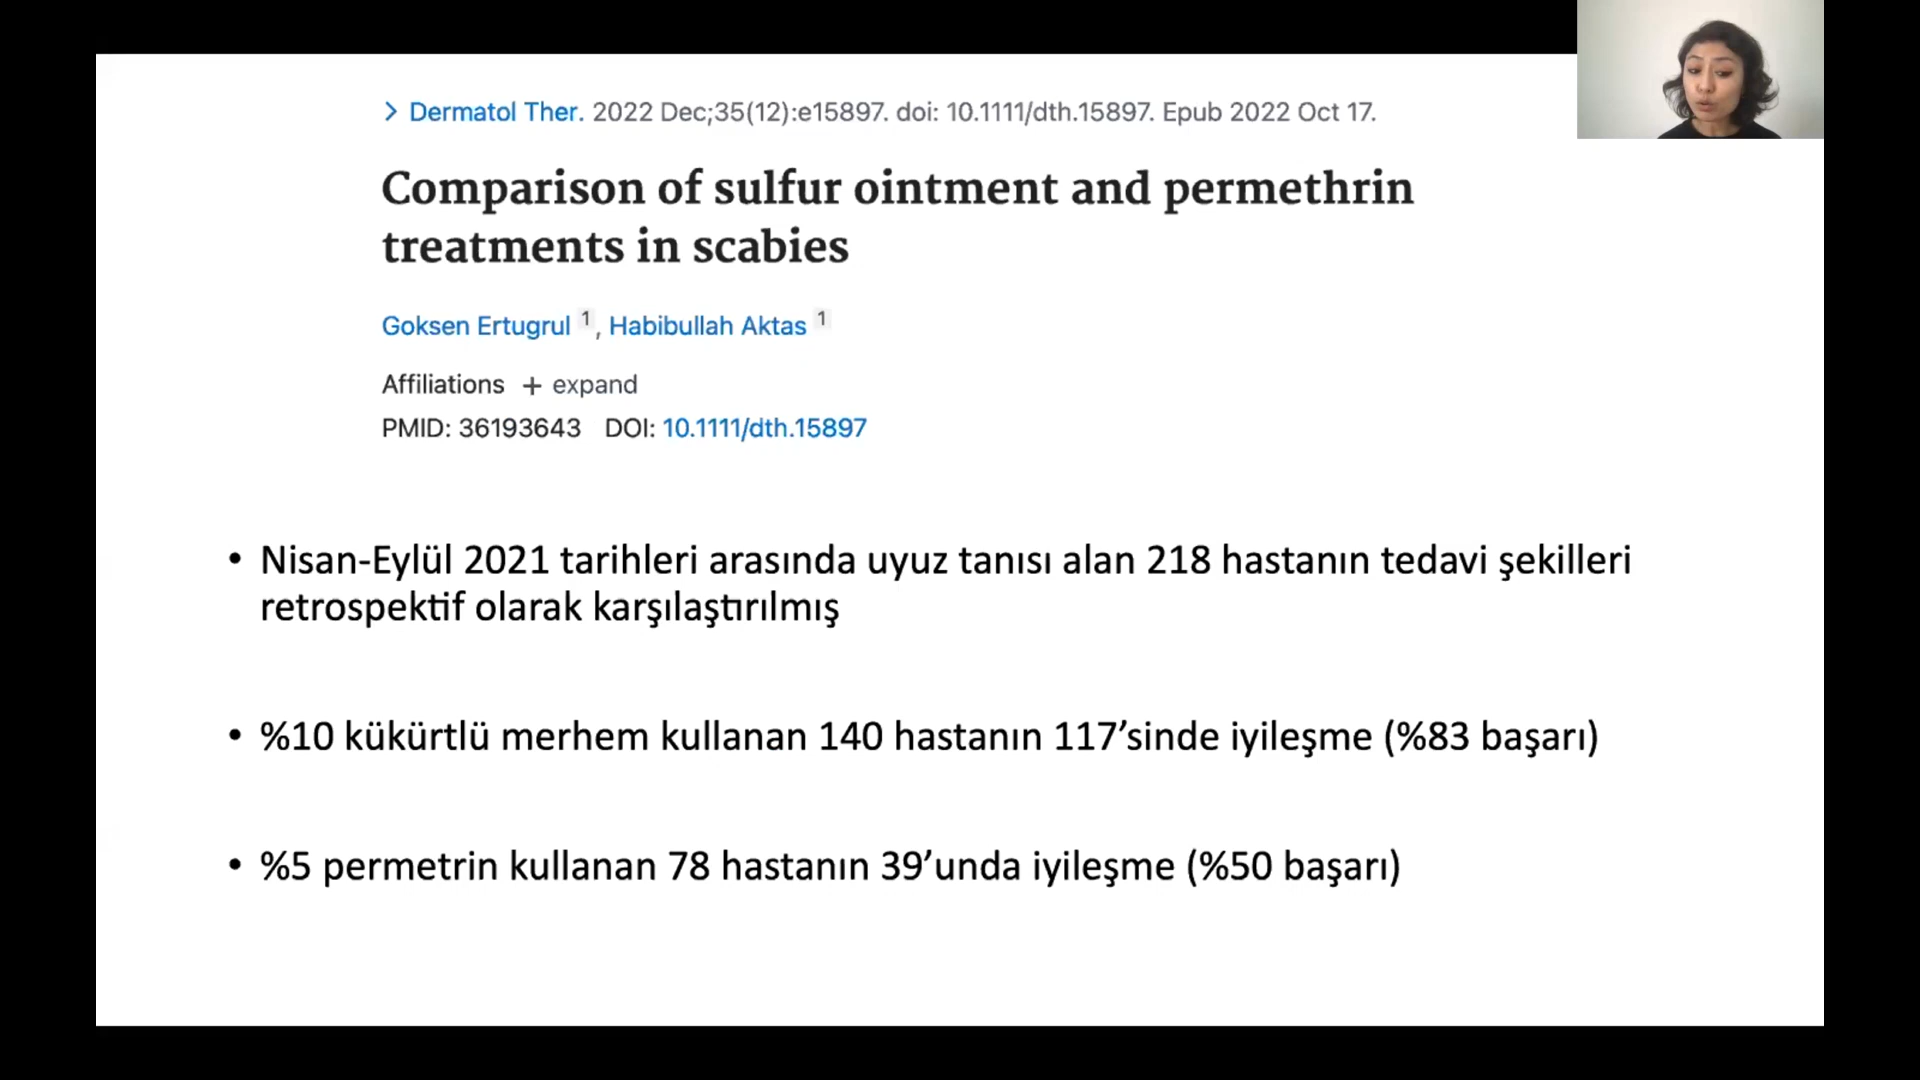 > Dermatol Ther. 2022 Dec;35(12):e15897. doi: 10.1111/dth.15897. Epub 2022 Oct 17.
Comparison of sulfur ointment and permethrin
treatments in scabies
Goksen Ertugrul 1, Habibullah Aktas 1
Affiliations + expand
PMID: 36193643 DOI: 10.1111/dth.15897
• Nisan-Eylül 2021 tarihleri arasında uyuz tanısı alan 218 hastanın tedavi şekilleri
retrospektif olarak karşılaştırılmış
• %10 kükürtlü merhem kullanan 140 hastanın 117’sinde iyileşme (%83 başarı)
• %5 permetrin kullanan 78 hastanın 39’unda iyileşme (%50 başarı)